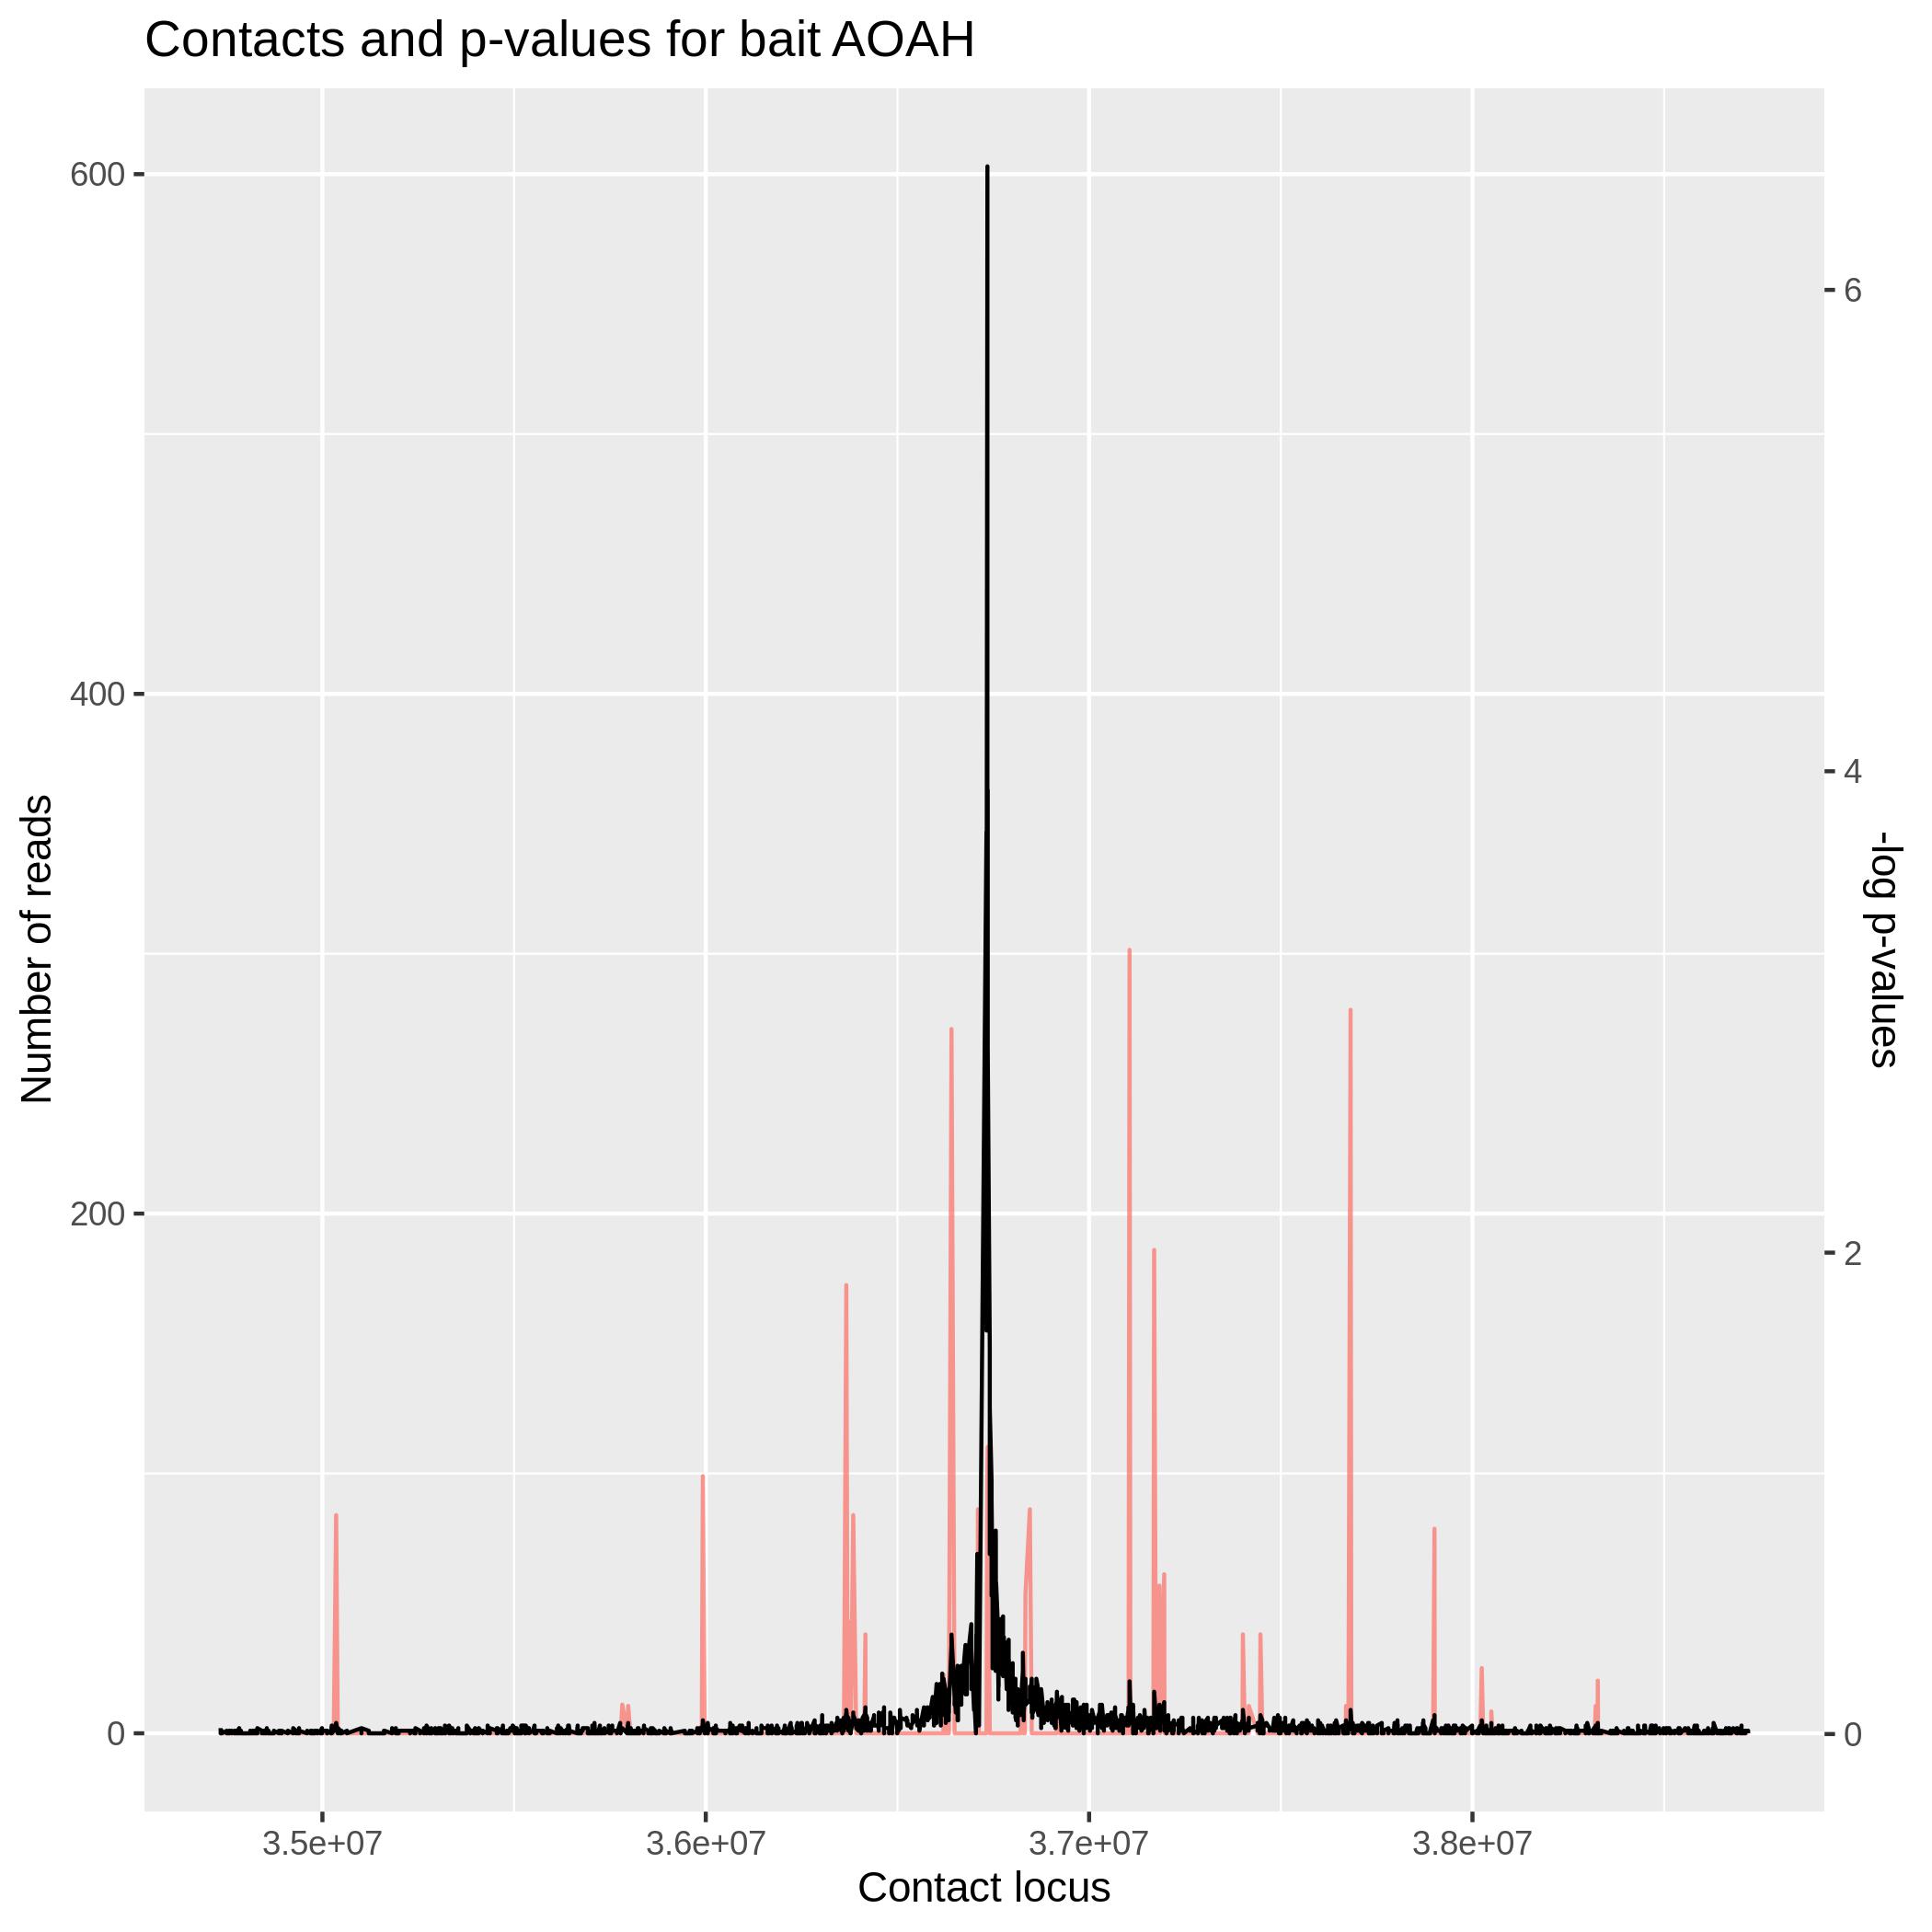 Contacts and p-values for bait AOAH
600
400
200
0
Number of reads
6
4
2
0
-log p-values
3.5e+07
3.6e+07
3.7e+07
3.8e+07
Contact locus